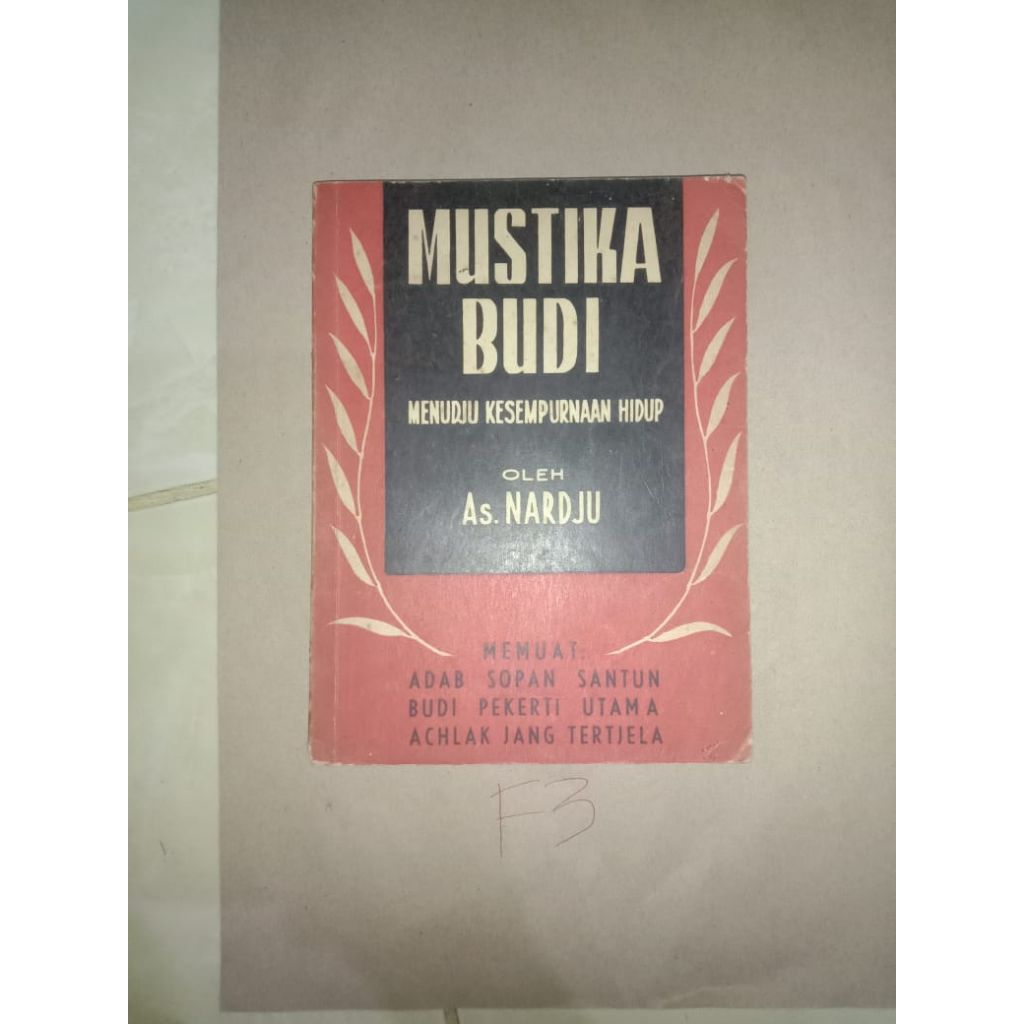 MUSTIKA
BUDI
MENUDJU KESEMPURNAAN HIDUP
OLEH
As. NARDJU
MEMUAT:
ADAB SOPAN SANTUN
BUDI PEKERTI UTAMA
ACHLAK JANG TERTJELA
F3